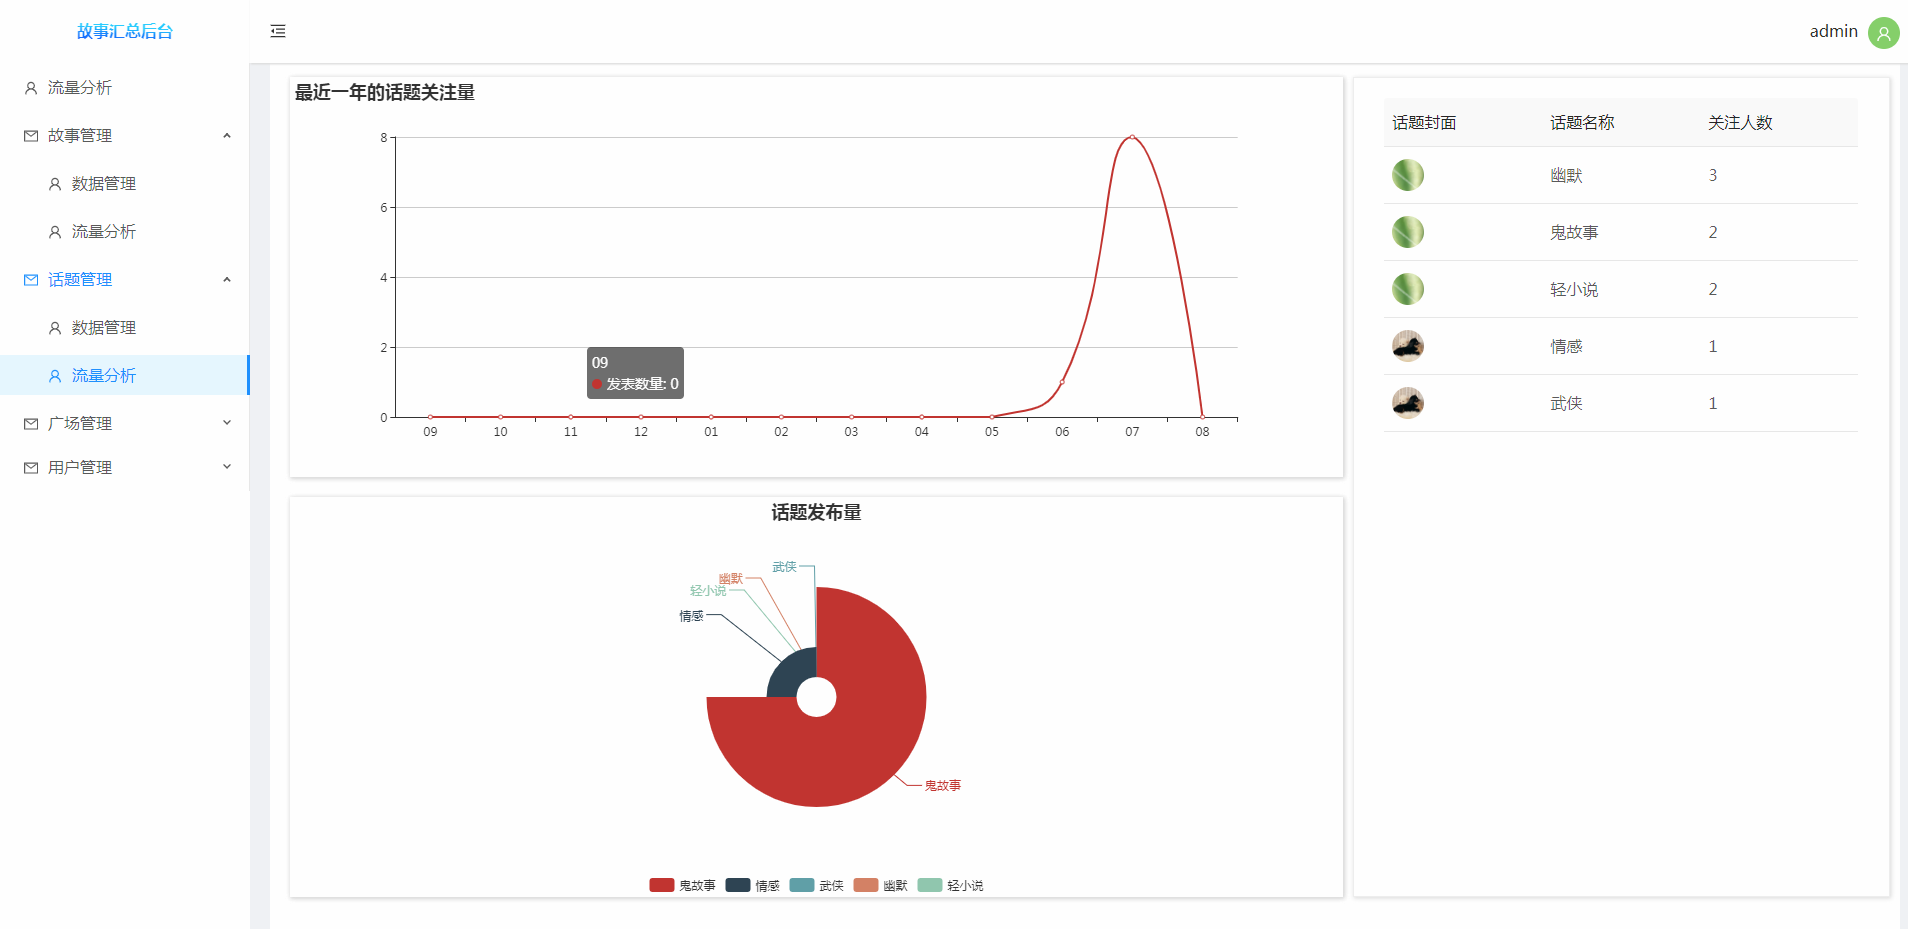 故事汇总后台
admin
流量分析
故事管理
数据管理
流量分析
话题管理
数据管理
流量分析
广场管理
用户管理
最近一年的话题关注量
8
6
4
2
0
09
发表数量: 0
09 10 11 12 01 02 03 04 05 06 07 08
话题发布量
武侠
幽默
轻小说
情感
鬼故事
鬼故事 情感 武侠 幽默 轻小说
话题封面 话题名称 关注人数
幽默 3
鬼故事 2
轻小说 2
情感 1
武侠 1